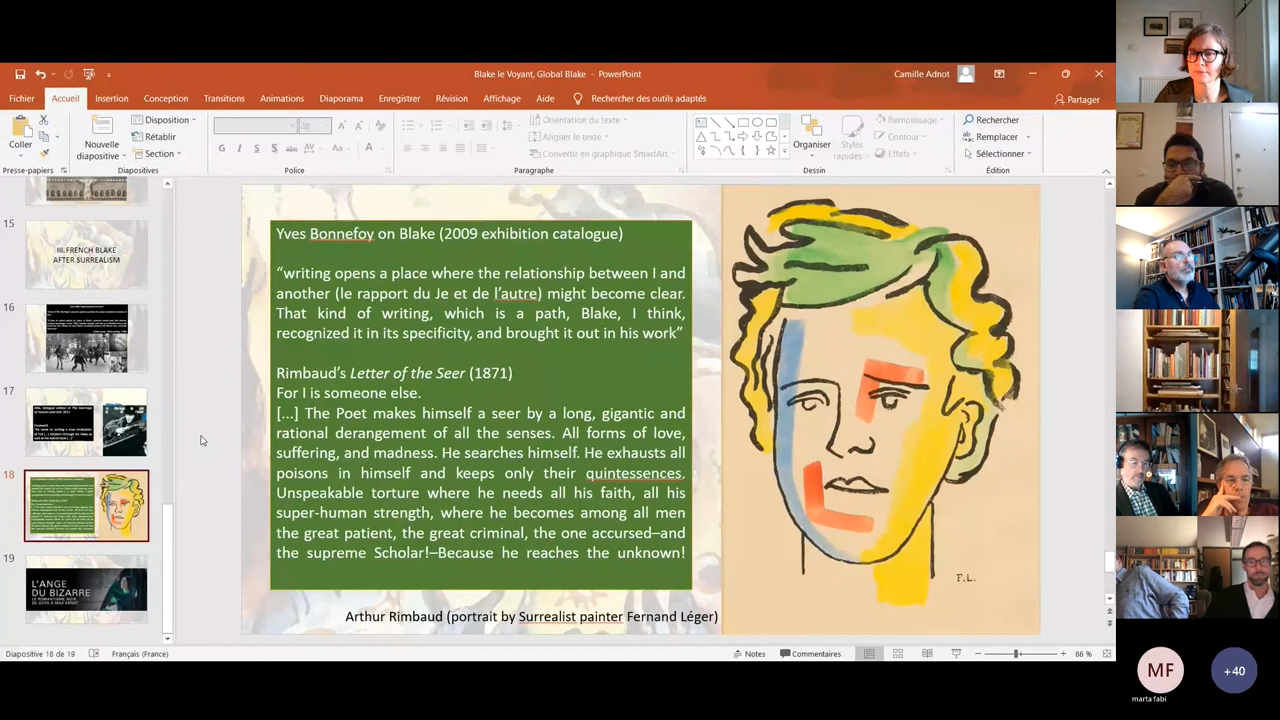 Blake le Voyant, Global Blake - PowerPoint
Camille Adnot
Fichier Accueil Insertion Conception Transitions Animations Diaporama Enregistrer Révision Affichage Aide Rechercher des outils adaptés
Partager
Coller
Nouvelle
diapositive
Disposition
Rétablir
Section
Orientation du texte
Aligner le texte
Convertir en graphique SmartArt
Organiser
Styles
rapides
Remplissage
Contour
Effets
Rechercher
Remplacer
Sélectionner
Presse-papiers
Diapositives
Police
Paragraphe
Dessin
Édition
15
III. FRENCH BLAKE
AFTER SURREALISM
16
17
18
19
L'ANGE
DU BIZARRE
LE ROMANTISME NOIR
DE GOYA À MAX ERNST
Yves Bonnefoy on Blake (2009 exhibition catalogue)
“writing opens a place where the relationship between I and
another (le rapport du Je et de l’autre) might become clear.
That kind of writing, which is a path, Blake, I think,
recognized it in its specificity, and brought it out in his work”
Rimbaud’s Letter of the Seer (1871)
For I is someone else.
[...] The Poet makes himself a seer by a long, gigantic and
rational derangement of all the senses. All forms of love,
suffering, and madness. He searches himself. He exhausts all
poisons in himself and keeps only their quintessences.
Unspeakable torture where he needs all his faith, all his
super-human strength, where he becomes among all men
the great patient, the great criminal, the one accursed–and
the supreme Scholar!–Because he reaches the unknown!
F.L.
Arthur Rimbaud (portrait by Surrealist painter Fernand Léger)
Diapositive 18 de 19
Français (France)
Notes
Commentaires
86 %
MF
marta fabi
+40